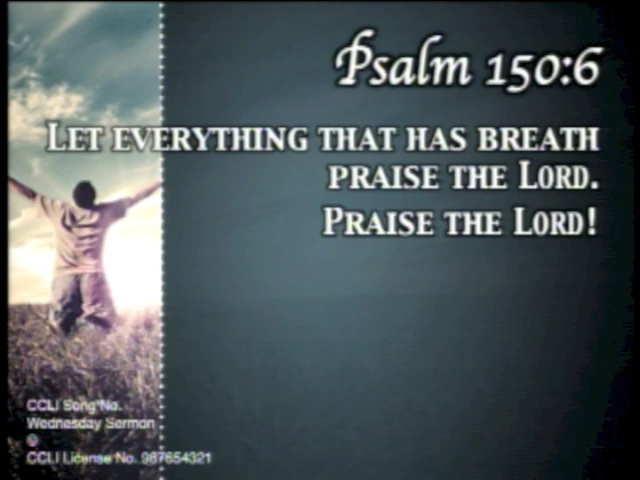 Psalm 150:6
Let everything that has breath
praise the Lord.
Praise the Lord!
CCLI Song No.
Wednesday Sermon
©
CCLI License No. 987654321